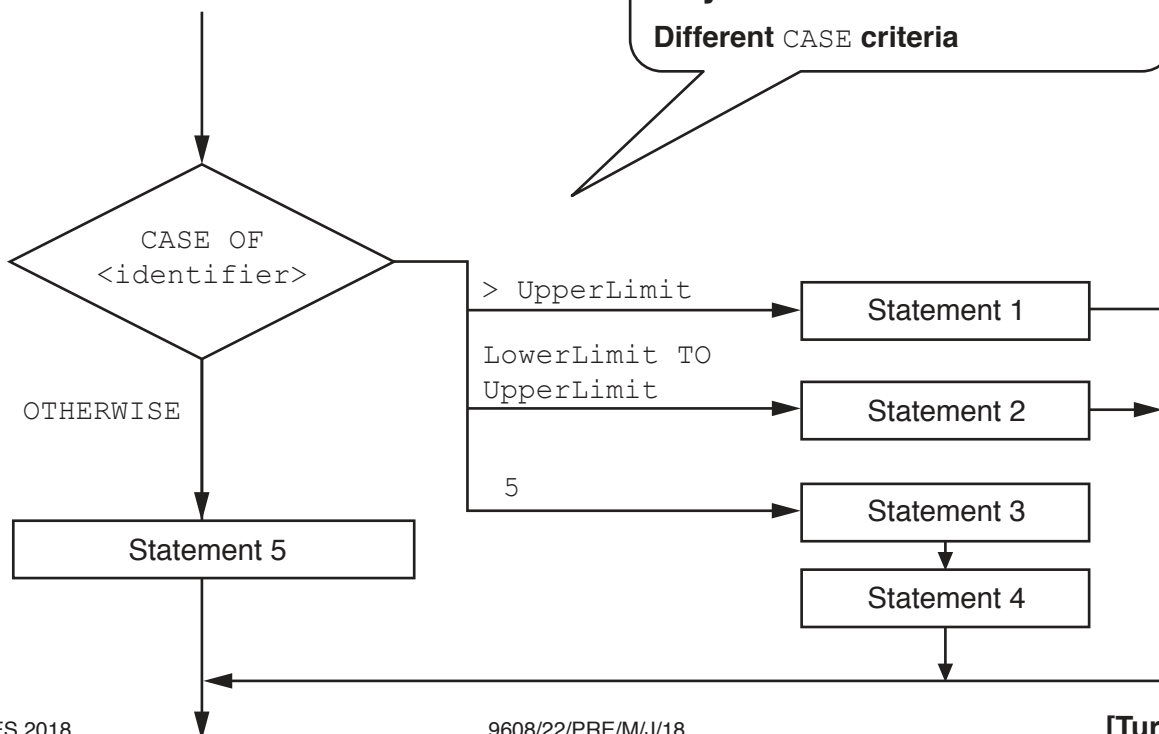 Different CASE criteria
CASE OF
<identifier>
> UpperLimit
Statement 1
LowerLimit TO
UpperLimit
Statement 2
OTHERWISE
5
Statement 3
Statement 5
Statement 4
9608/22/PRE/M/J/18
2018